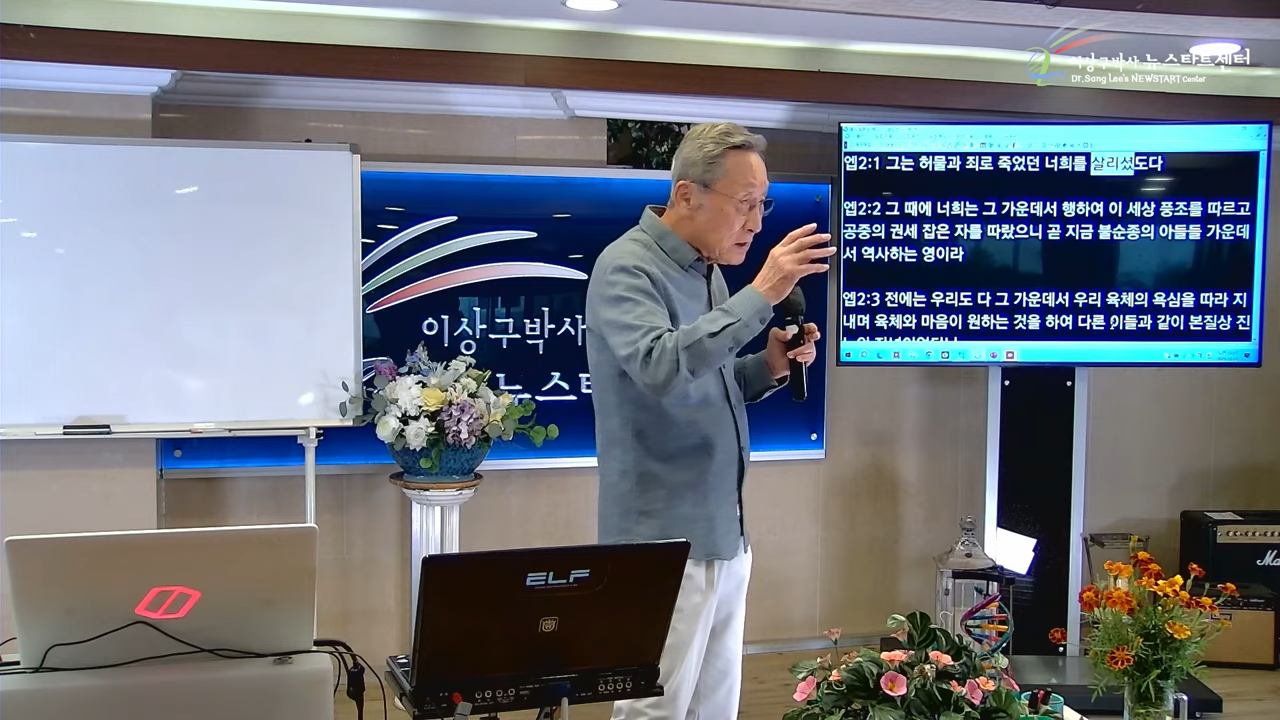 이상구박사 뉴스타트센터
Dr. Sang Lee's NEWSTART Center
엡2:1 그는 허물과 죄로 죽었던 너희를 살리셨도다
엡2:2 그 때에 너희는 그 가운데서 행하여 이 세상 풍조를 따르고
공중의 권세 잡은 자를 따랐으니 곧 지금 불순종의 아들들 가운데
서 역사하는 영이라
엡2:3 전에는 우리도 다 그 가운데서 우리 육체의 욕심을 따라 지
내며 육체와 마음이 원하는 것을 하여 다른 이들과 같이 본질상 진
이상구박사
뉴스타
ELF
Ma